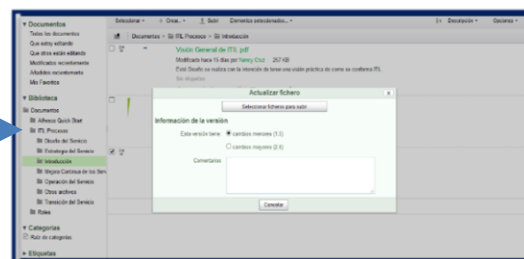 Documentos
Todos los documentos
Que estoy editando
Que otros están editando
Modificados recientemente
Añadidos recientemente
Mis Favoritos
Biblioteca
Documentos
Alfresco Quick Start
ITIL Procesos
Diseño del Servicio
Estrategia del Servicio
Introducción
Mejora Continua de los Serv
Operación del Servicio
Otros archivos
Transición del Servicio
Roles
Categorías
Raíz de categorías
Etiquetas
Seleccionar
Crear...
Subir
Elementos seleccionados...
Descripción
Opciones
Documentos > ITIL Procesos > Introducción
Visión General de ITIL.pdf
Modificado hace 15 días por Nancy Cruz 257 KB
Sin etiquetas
Actualizar fichero
x
Seleccionar ficheros para subir
Información de la versión
Esta versión tiene: cambios menores (1.1)
cambios mayores (2.0)
Comentarios:
Cancelar